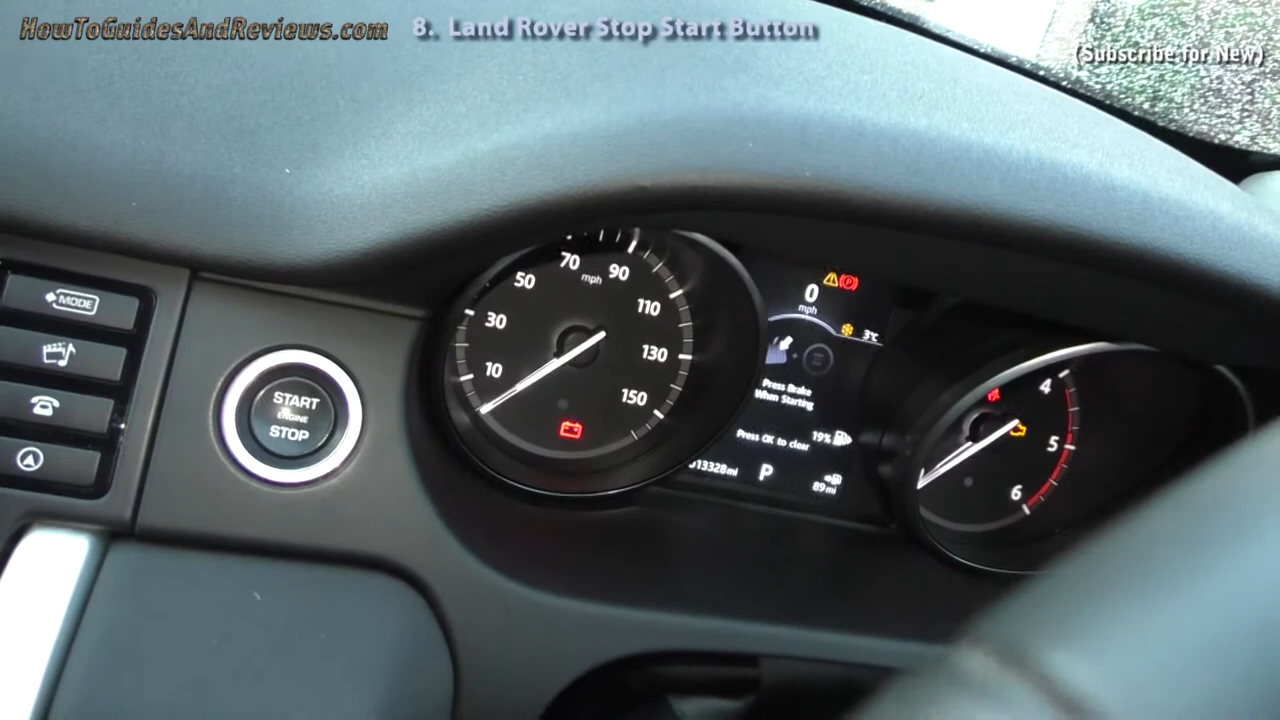 HowToGuidesAndReviews.com
8. Land Rover Stop Start Button
(Subscribe for New)
MODE
START
ENGINE
STOP
10
30
50
70
90
110
130
150
mph
0
mph
3°C
Press Brake
When Starting
Press OK to clear
19%
013328mi
P
89mi
4
5
6